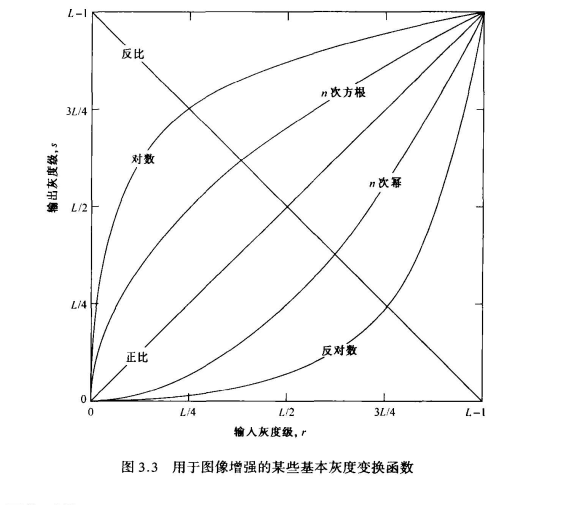 L-1
反比
n次方根
3L/4
对数
n次幂
输出灰度级, s
L/2
L/4
正比
反对数
0
0 L/4 L/2 3L/4 L-1
输入灰度级, r
图 3.3 用于图像增强的某些基本灰度变换函数